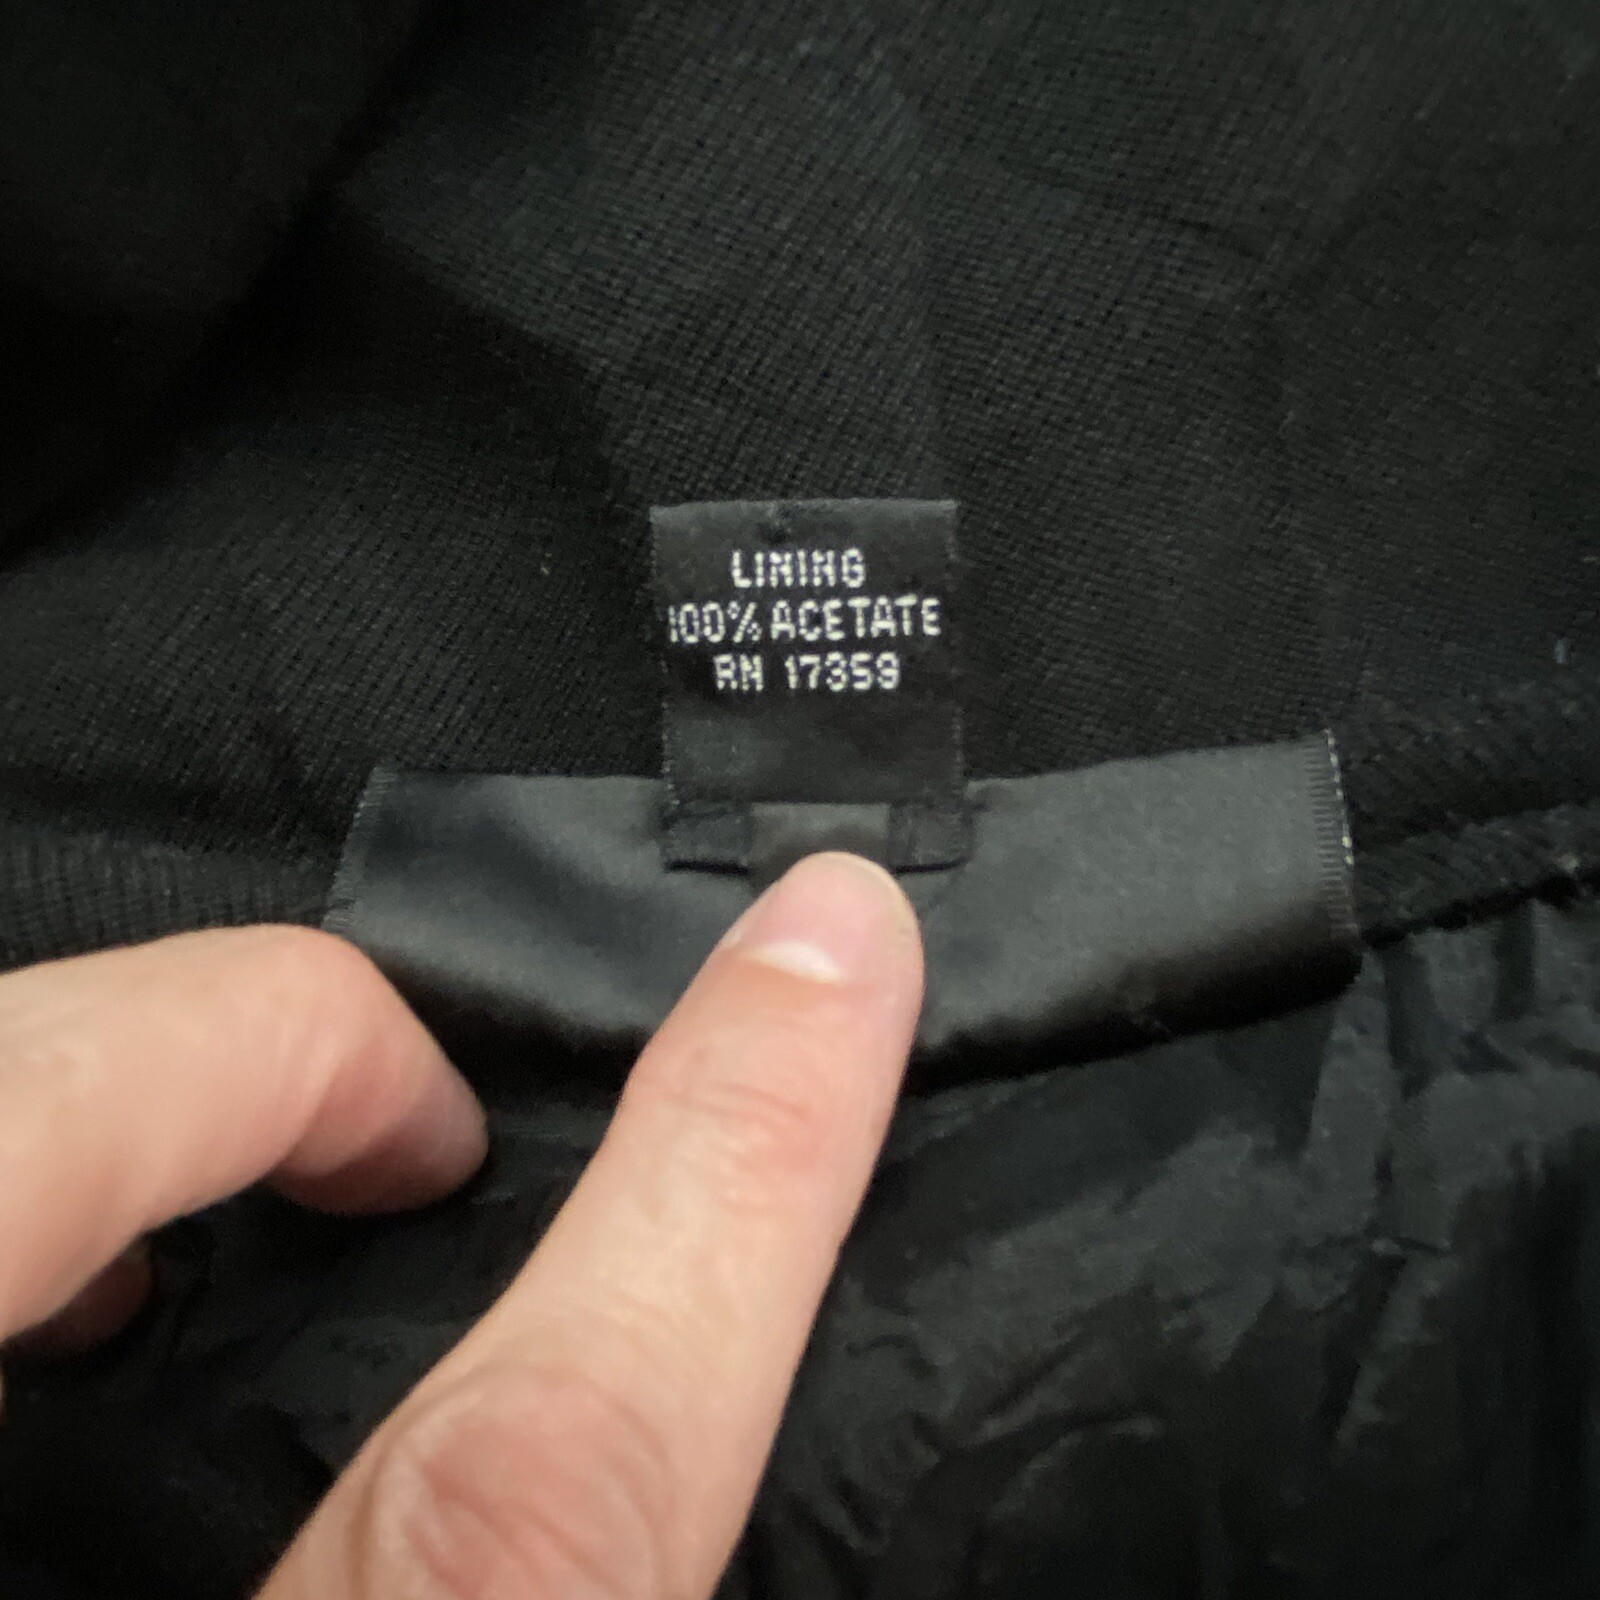 LINING
100% ACETATE
RN 17359